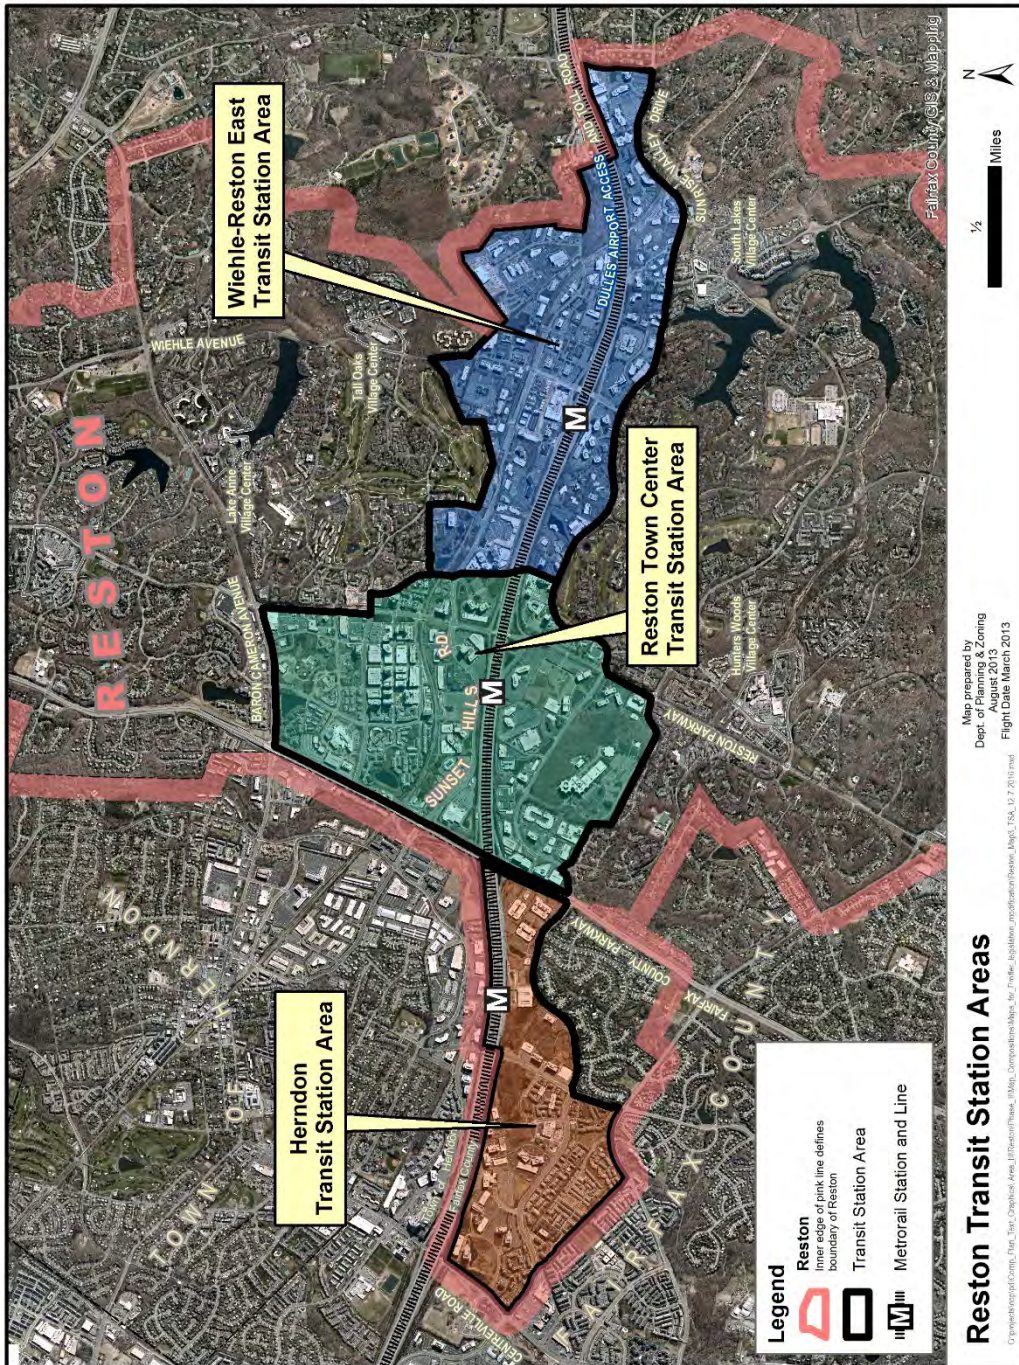 RESTON
TOWN OF HERNDON
FAIRFAX COUNTY
Herndon
Transit Station Area
Wiehle-Reston East
Transit Station Area
Reston Town Center
Transit Station Area
BARON CAMERON AVENUE
WIEHLE AVENUE
Lake Anne
Village Center
Tall Oaks
Village Center
SUNSET HILLS RD
M
M
M
DULLES AIRPORT ACCESS AND TOLL ROAD
SUNRISE VALLEY DRIVE
South Lakes
Village Center
Hunters Woods
Village Center
RESTON PARKWAY
FAIRFAX COUNTY PARKWAY
CENTREVILLE ROAD
Herndon
Fairfax County
Fairfax County GIS & Mapping
Legend
Reston
Inner edge of pink line defines
boundary of Reston
Transit Station Area
M
Metrorail Station and Line
Reston Transit Station Areas
Map prepared by
Dept. of Planning & Zoning
August 2013
Flight Date March 2013
½
Miles
N